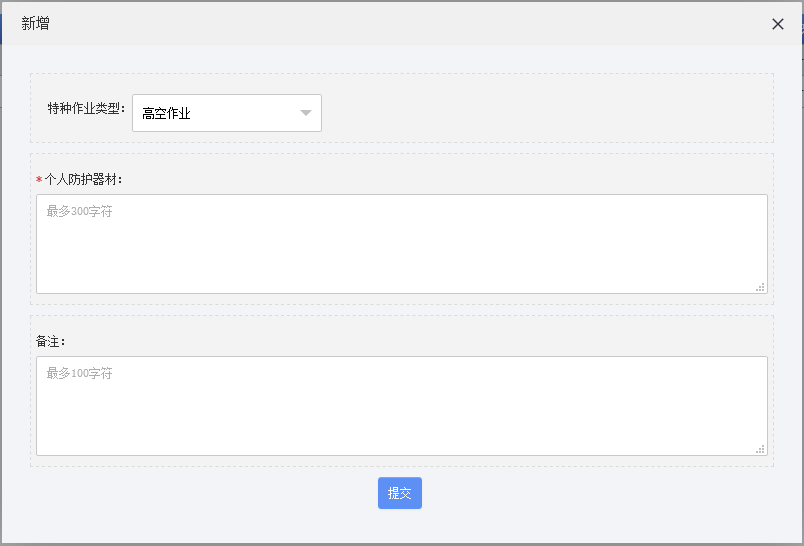 新增
特种作业类型：
高空作业
*个人防护器材：
最多300字符
备注：
最多100字符
提交